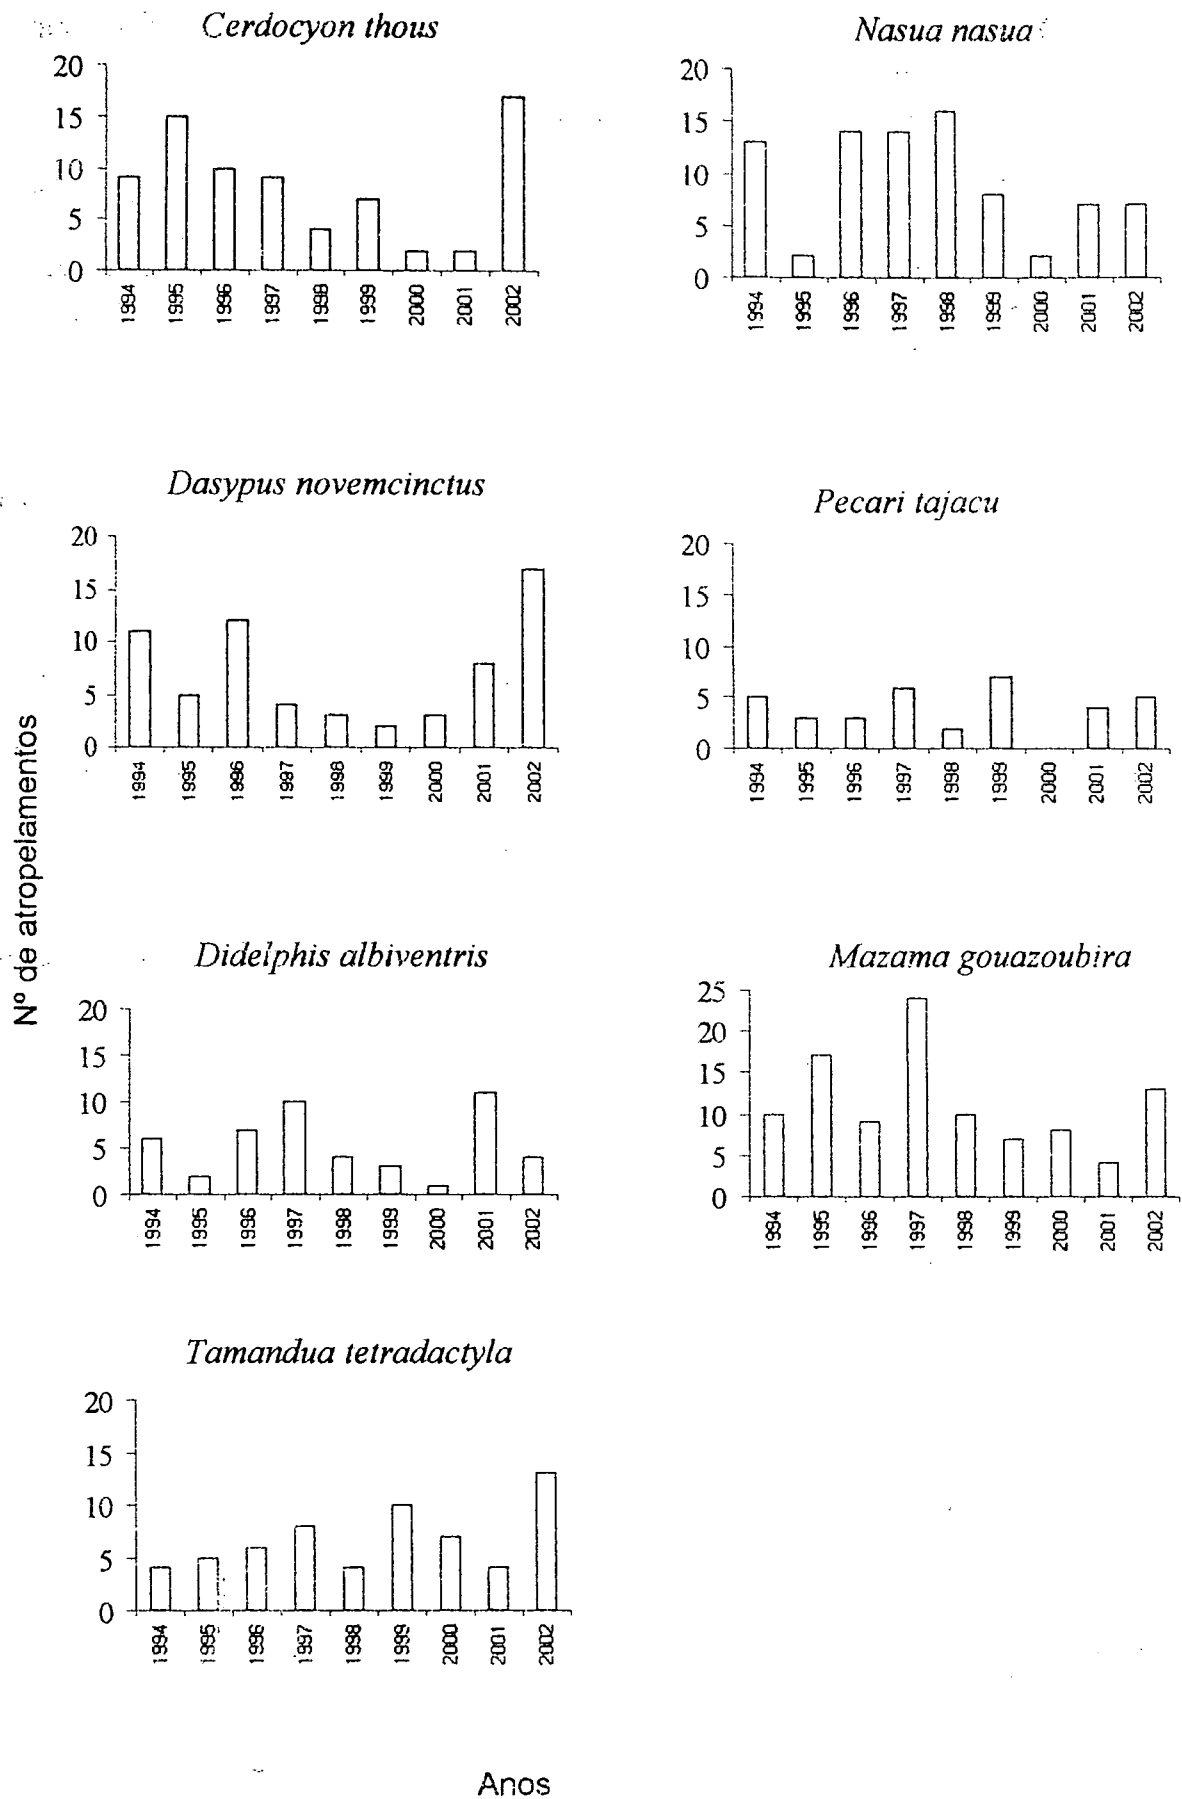 Cerdocyon thous
20
15
10
5
0
1994 1995 1996 1997 1998 1999 2000 2001 2002
Nasua nasua
20
15
10
5
0
1994 1995 1996 1997 1998 1999 2000 2001 2002
Nº de atropelamentos
Dasypus novemcinctus
20
15
10
5
0
1994 1995 1996 1997 1998 1999 2000 2001 2002
Pecari tajacu
20
15
10
5
0
1994 1995 1996 1997 1998 1999 2000 2001 2002
Didelphis albiventris
20
15
10
5
0
1994 1995 1996 1997 1998 1999 2000 2001 2002
Mazama gouazoubira
25
20
15
10
5
0
1994 1995 1996 1997 1998 1999 2000 2001 2002
Tamandua tetradactyla
20
15
10
5
0
1994 1995 1996 1997 1998 1999 2000 2001 2002
Anos